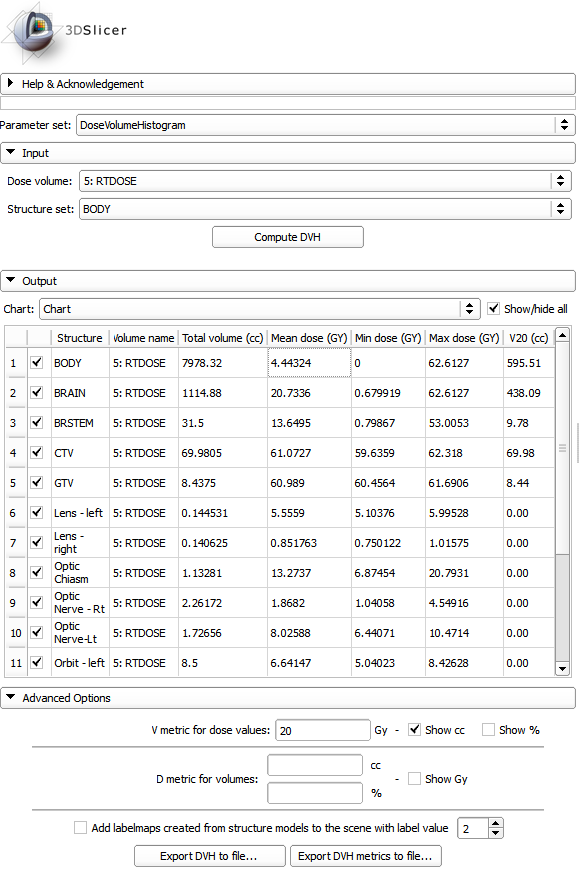 3DSlicer
Help & Acknowledgement
Parameter set: DoseVolumeHistogram
Input
Dose volume: 5: RTDOSE
Structure set: BODY
Compute DVH
Output
Chart: Chart Show/hide all
Structure Volume name Total volume (cc) Mean dose (GY) Min dose (GY) Max dose (GY) V20 (cc)
1 BODY 5: RTDOSE 7978.32 4.44324 0 62.6127 595.51
2 BRAIN 5: RTDOSE 1114.88 20.7336 0.679919 62.6127 438.09
3 BRSTEM 5: RTDOSE 31.5 13.6495 0.79867 53.0053 9.78
4 CTV 5: RTDOSE 69.9805 61.0727 59.6359 62.318 69.98
5 GTV 5: RTDOSE 8.4375 60.989 60.4564 61.6906 8.44
6 Lens - left 5: RTDOSE 0.144531 5.5559 5.10376 5.99528 0.00
7 Lens - right 5: RTDOSE 0.140625 0.851763 0.750122 1.01575 0.00
8 Optic Chiasm 5: RTDOSE 1.13281 13.2737 6.87454 20.7931 0.00
9 Optic Nerve - Rt 5: RTDOSE 2.26172 1.8682 1.04058 4.54916 0.00
10 Optic Nerve-Lt 5: RTDOSE 1.72656 8.02588 6.44071 10.4714 0.00
11 Orbit - left 5: RTDOSE 8.5 6.64147 5.04023 8.42628 0.00
Advanced Options
V metric for dose values: 20 Gy - Show cc Show %
D metric for volumes: cc - Show Gy
%
Add labelmaps created from structure models to the scene with label value 2
Export DVH to file... Export DVH metrics to file...